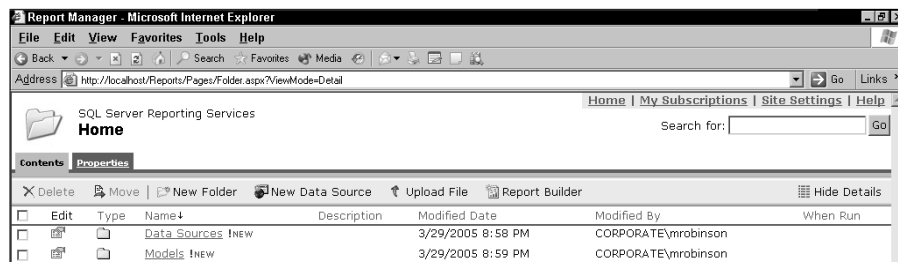 Report Manager - Microsoft Internet Explorer
File Edit View Favorites Tools Help
Back Search Favorites Media
Address http://localhost/Reports/Pages/Folder.aspx?ViewMode=Detail Go Links
Home | My Subscriptions | Site Settings | Help
SQL Server Reporting Services
Home
Search for: Go
Contents Properties
Delete Move | New Folder New Data Source Upload File Report Builder Hide Details
Edit Type Name↓ Description Modified Date Modified By When Run
Data Sources !NEW 3/29/2005 8:58 PM CORPORATE\mrobinson
Models !NEW 3/29/2005 8:59 PM CORPORATE\mrobinson